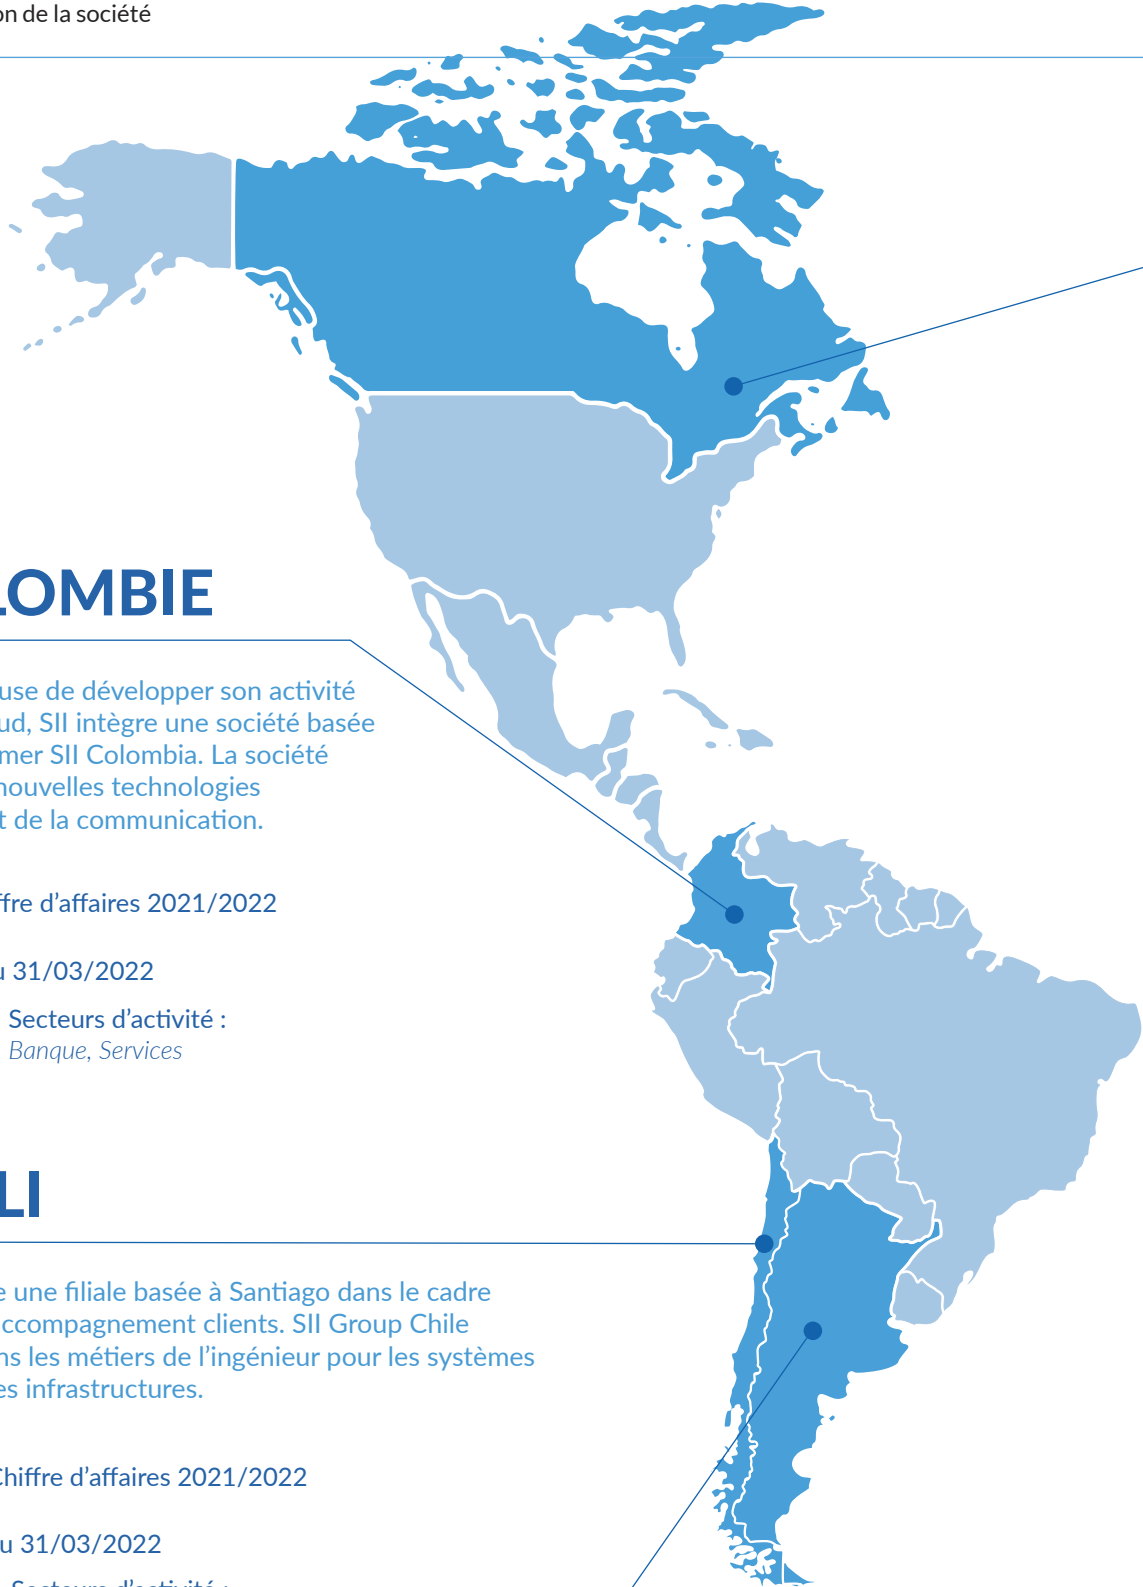 on de la société
LOMBIE
use de développer son activité
ud, SII intègre une société basée
mer SII Colombia. La société
nouvelles technologies
t de la communication.
ffre d'affaires 2021/2022
u 31/03/2022
Secteurs d'activité :
Banque, Services
LI
e une filiale basée à Santiago dans le cadre
ccompagnement clients. SII Group Chile
ns les métiers de l'ingénieur pour les systèmes
es infrastructures.
Chiffre d'affaires 2021/2022
u 31/03/2022
Secteurs d'activité :